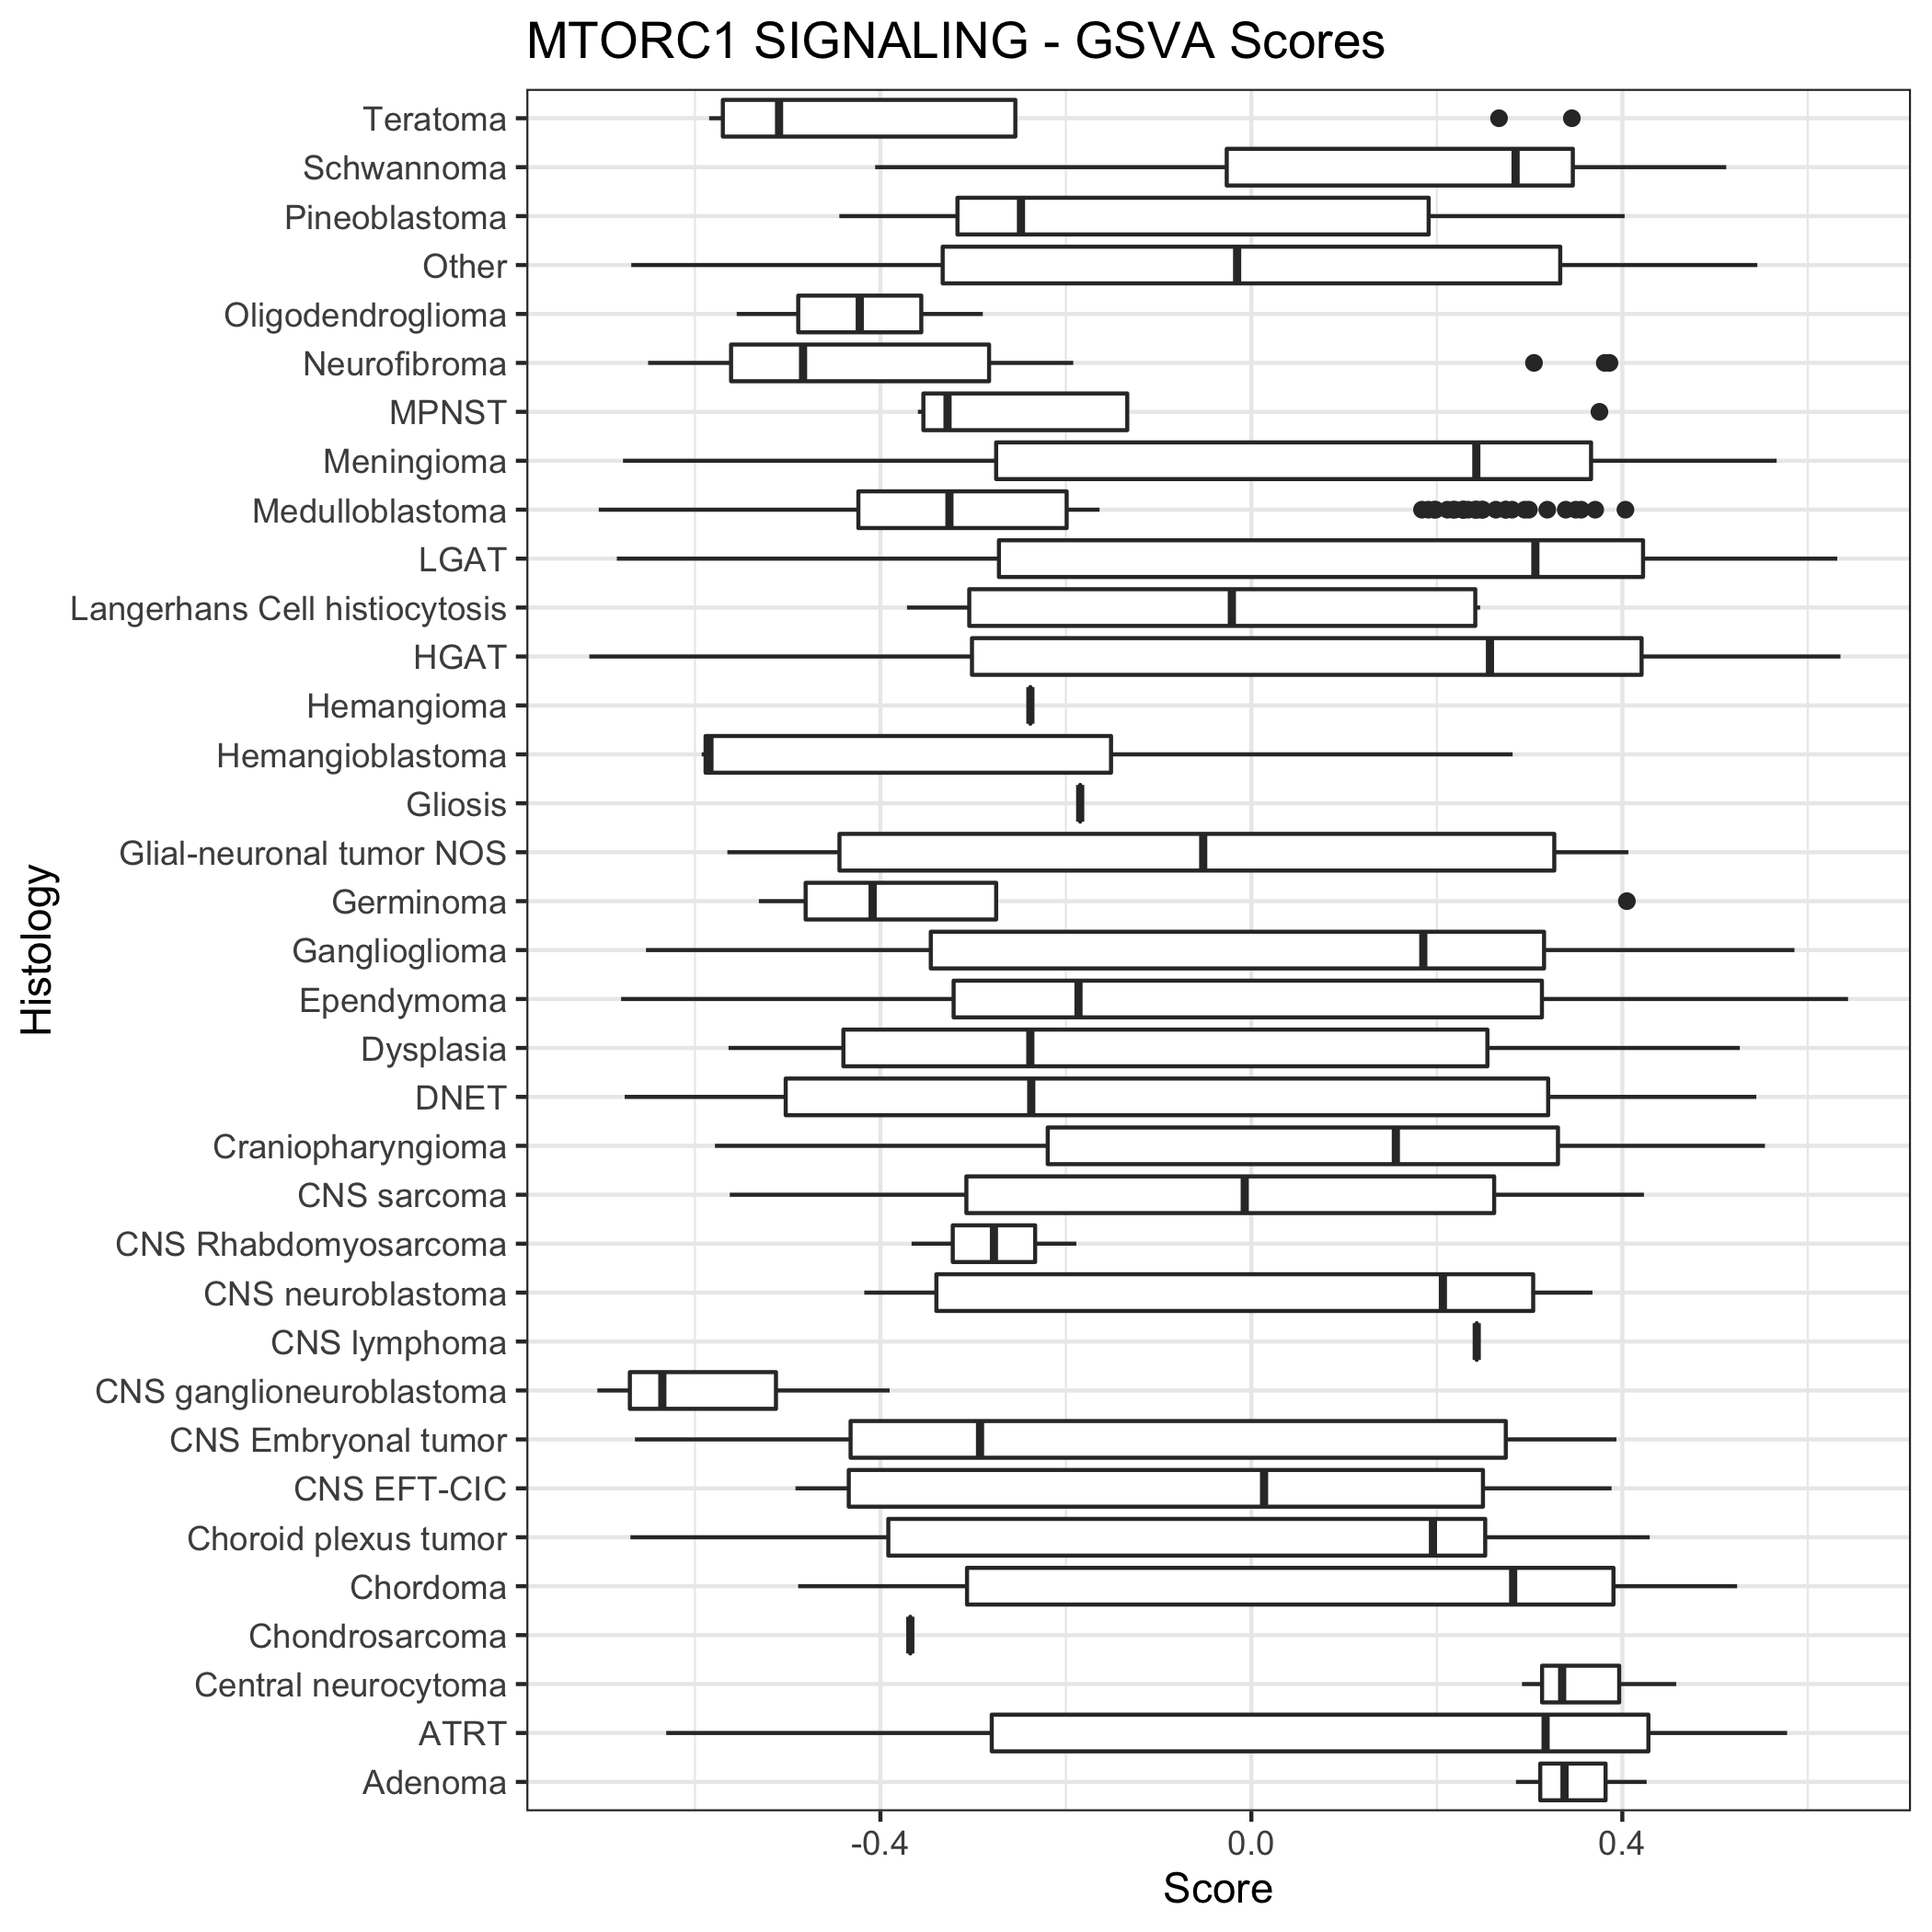 MTORC1 SIGNALING - GSVA Scores
Teratoma
Schwannoma
Pineoblastoma
Other
Oligodendroglioma
Neurofibroma
MPNST
Meningioma
Medulloblastoma
LGAT
Langerhans Cell histiocytosis
HGAT
Hemangioma
Hemangioblastoma
Gliosis
Glial-neuronal tumor NOS
Germinoma
Ganglioglioma
Ependymoma
Dysplasia
DNET
Craniopharyngioma
CNS sarcoma
CNS Rhabdomyosarcoma
CNS neuroblastoma
CNS lymphoma
CNS ganglioneuroblastoma
CNS Embryonal tumor
CNS EFT-CIC
Choroid plexus tumor
Chordoma
Chondrosarcoma
Central neurocytoma
ATRT
Adenoma
Histology
-0.4 0.0 0.4
Score